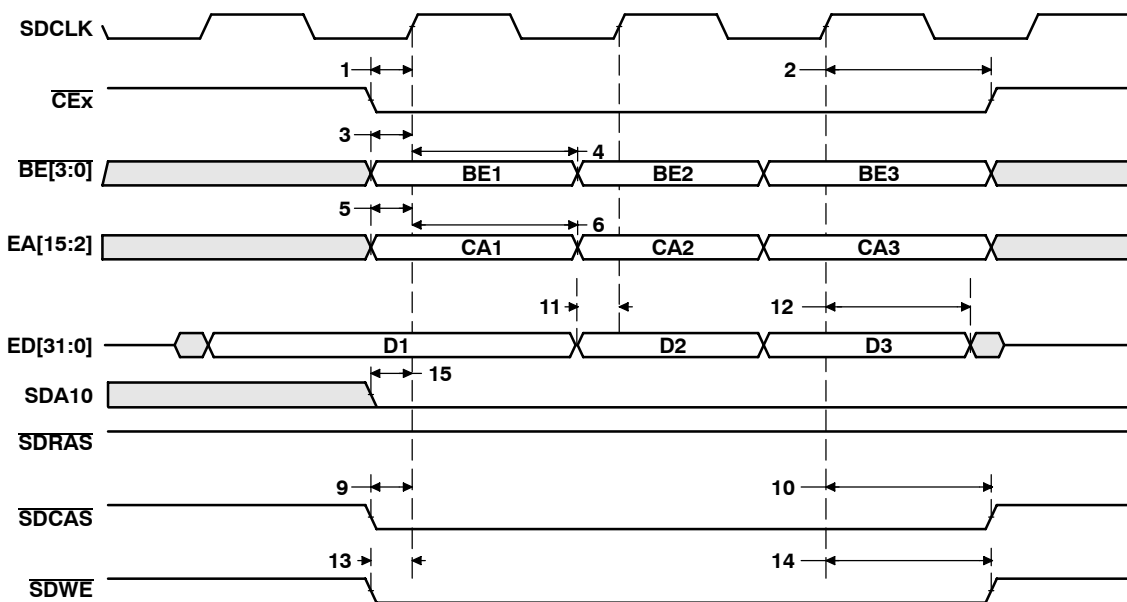 SDCLK
1
2
CEx
3
4
BE[3:0]
BE1
BE2
BE3
5
6
EA[15:2]
CA1
CA2
CA3
11
12
ED[31:0]
D1
D2
D3
15
SDA10
SDRAS
9
10
SDCAS
13
14
SDWE